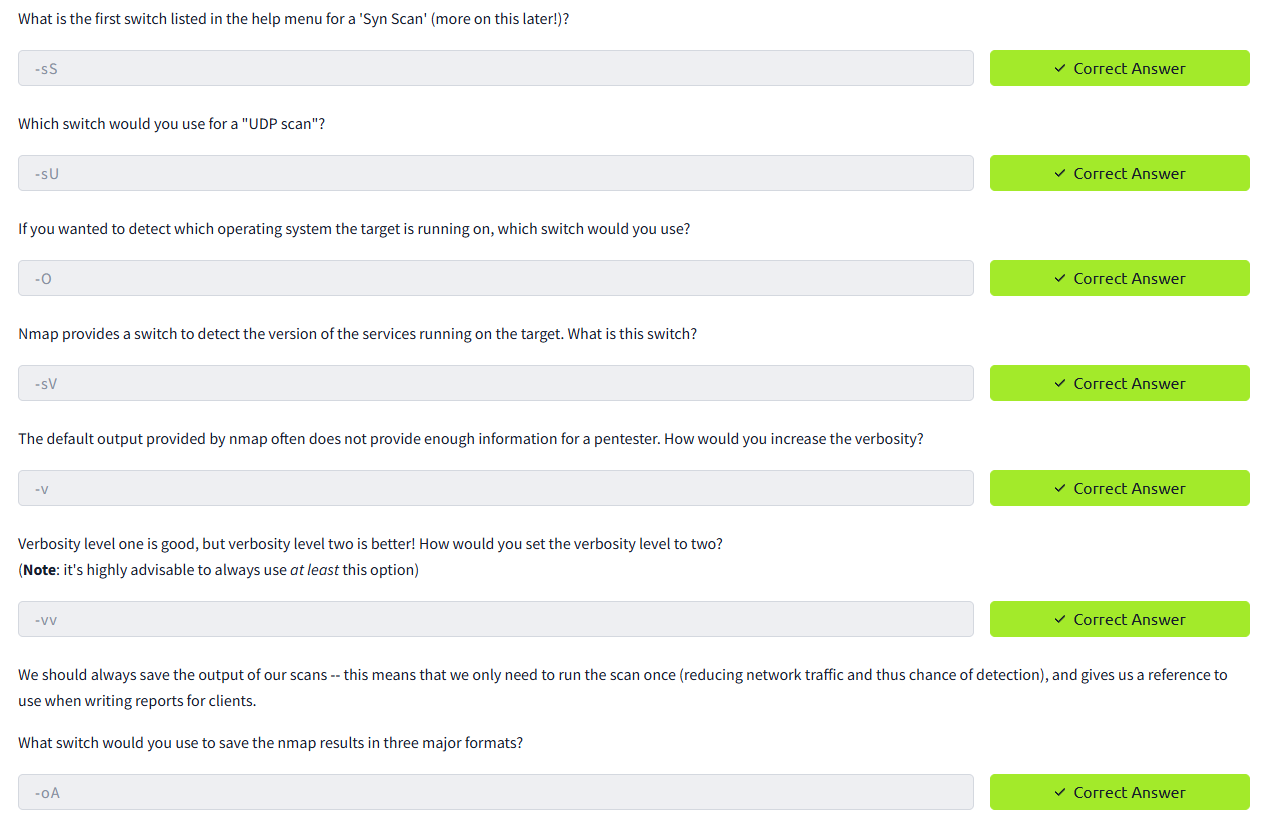 What is the first switch listed in the help menu for a 'Syn Scan' (more on this later!)?
-sS
✓ Correct Answer
Which switch would you use for a "UDP scan"?
-sU
✓ Correct Answer
If you wanted to detect which operating system the target is running on, which switch would you use?
-O
✓ Correct Answer
Nmap provides a switch to detect the version of the services running on the target. What is this switch?
-sV
✓ Correct Answer
The default output provided by nmap often does not provide enough information for a pentester. How would you increase the verbosity?
-v
✓ Correct Answer
Verbosity level one is good, but verbosity level two is better! How would you set the verbosity level to two?
(Note: it's highly advisable to always use at least this option)
-vv
✓ Correct Answer
We should always save the output of our scans -- this means that we only need to run the scan once (reducing network traffic and thus chance of detection), and gives us a reference to
use when writing reports for clients.
What switch would you use to save the nmap results in three major formats?
-oA
✓ Correct Answer